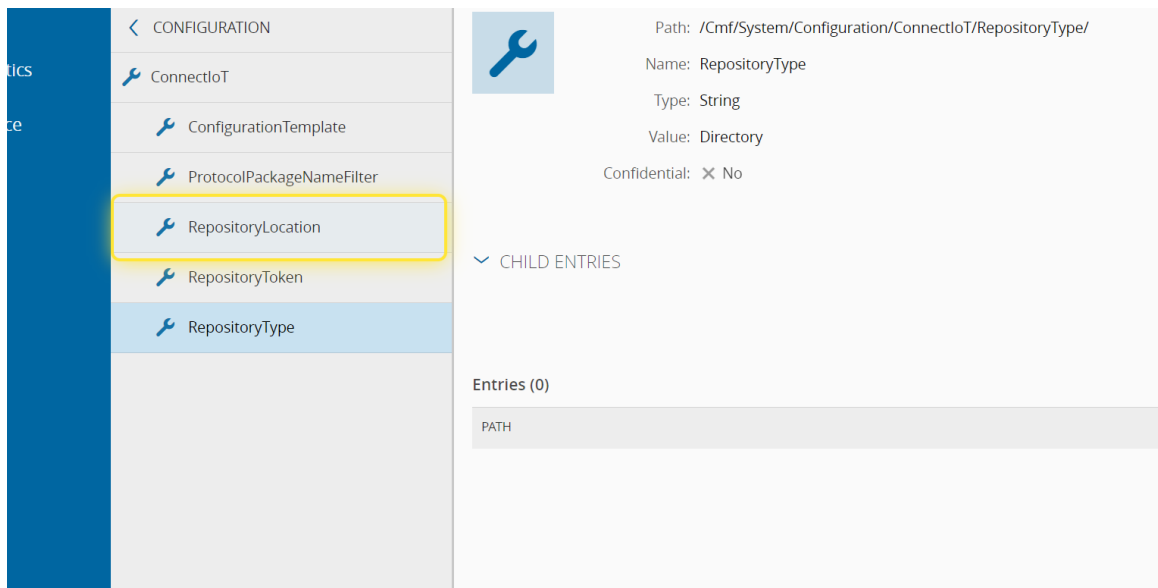 tics
ce
CONFIGURATION
ConnectIoT
ConfigurationTemplate
ProtocolPackageNameFilter
RepositoryLocation
RepositoryToken
RepositoryType
Path: /Cmf/System/Configuration/ConnectIoT/RepositoryType/
Name: RepositoryType
Type: String
Value: Directory
Confidential: No
CHILD ENTRIES
Entries (0)
PATH